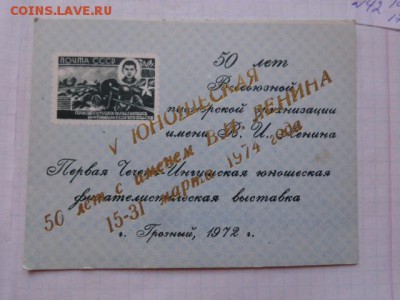 COINS.LAVE.RU
№42
ПОЧТА СССР
50 лет
Всесоюзной
пионерской организации
имени В. И. Ленина
Первая Чечено-Ингушская юношеская
филателистическая выставка
г. Грозный, 1972 г.
V ЮНОШЕСКАЯ
50 лет с именем В.И. ЛЕНИНА
15-31 марта 1974 года